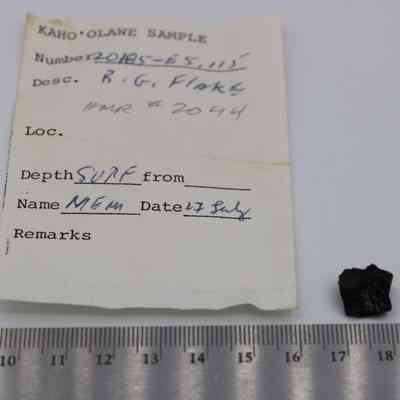 KAHO'OLAWE SAMPLE
Number 20185-E5, 115
Desc. B.G. Flake
HMR # 2044
Loc.
Depth SURF from
Name MEM Date 27 July
Remarks
10 11 12 13 14 15 16 17 18